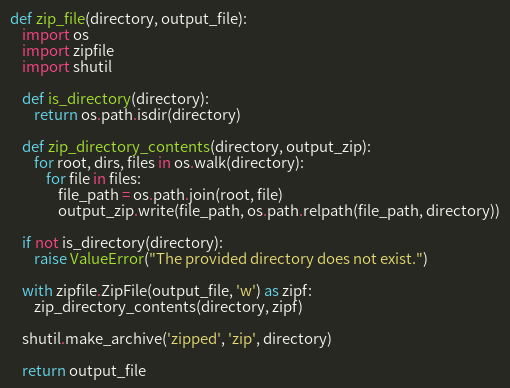 def zip_file(directory, output_file):
    import os
    import zipfile
    import shutil

    def is_directory(directory):
        return os.path.isdir(directory)

    def zip_directory_contents(directory, output_zip):
        for root, dirs, files in os.walk(directory):
            for file in files:
                file_path = os.path.join(root, file)
                output_zip.write(file_path, os.path.relpath(file_path, directory))

    if not is_directory(directory):
        raise ValueError("The provided directory does not exist.")

    with zipfile.ZipFile(output_file, 'w') as zipf:
        zip_directory_contents(directory, zipf)

    shutil.make_archive('zipped', 'zip', directory)

    return output_file